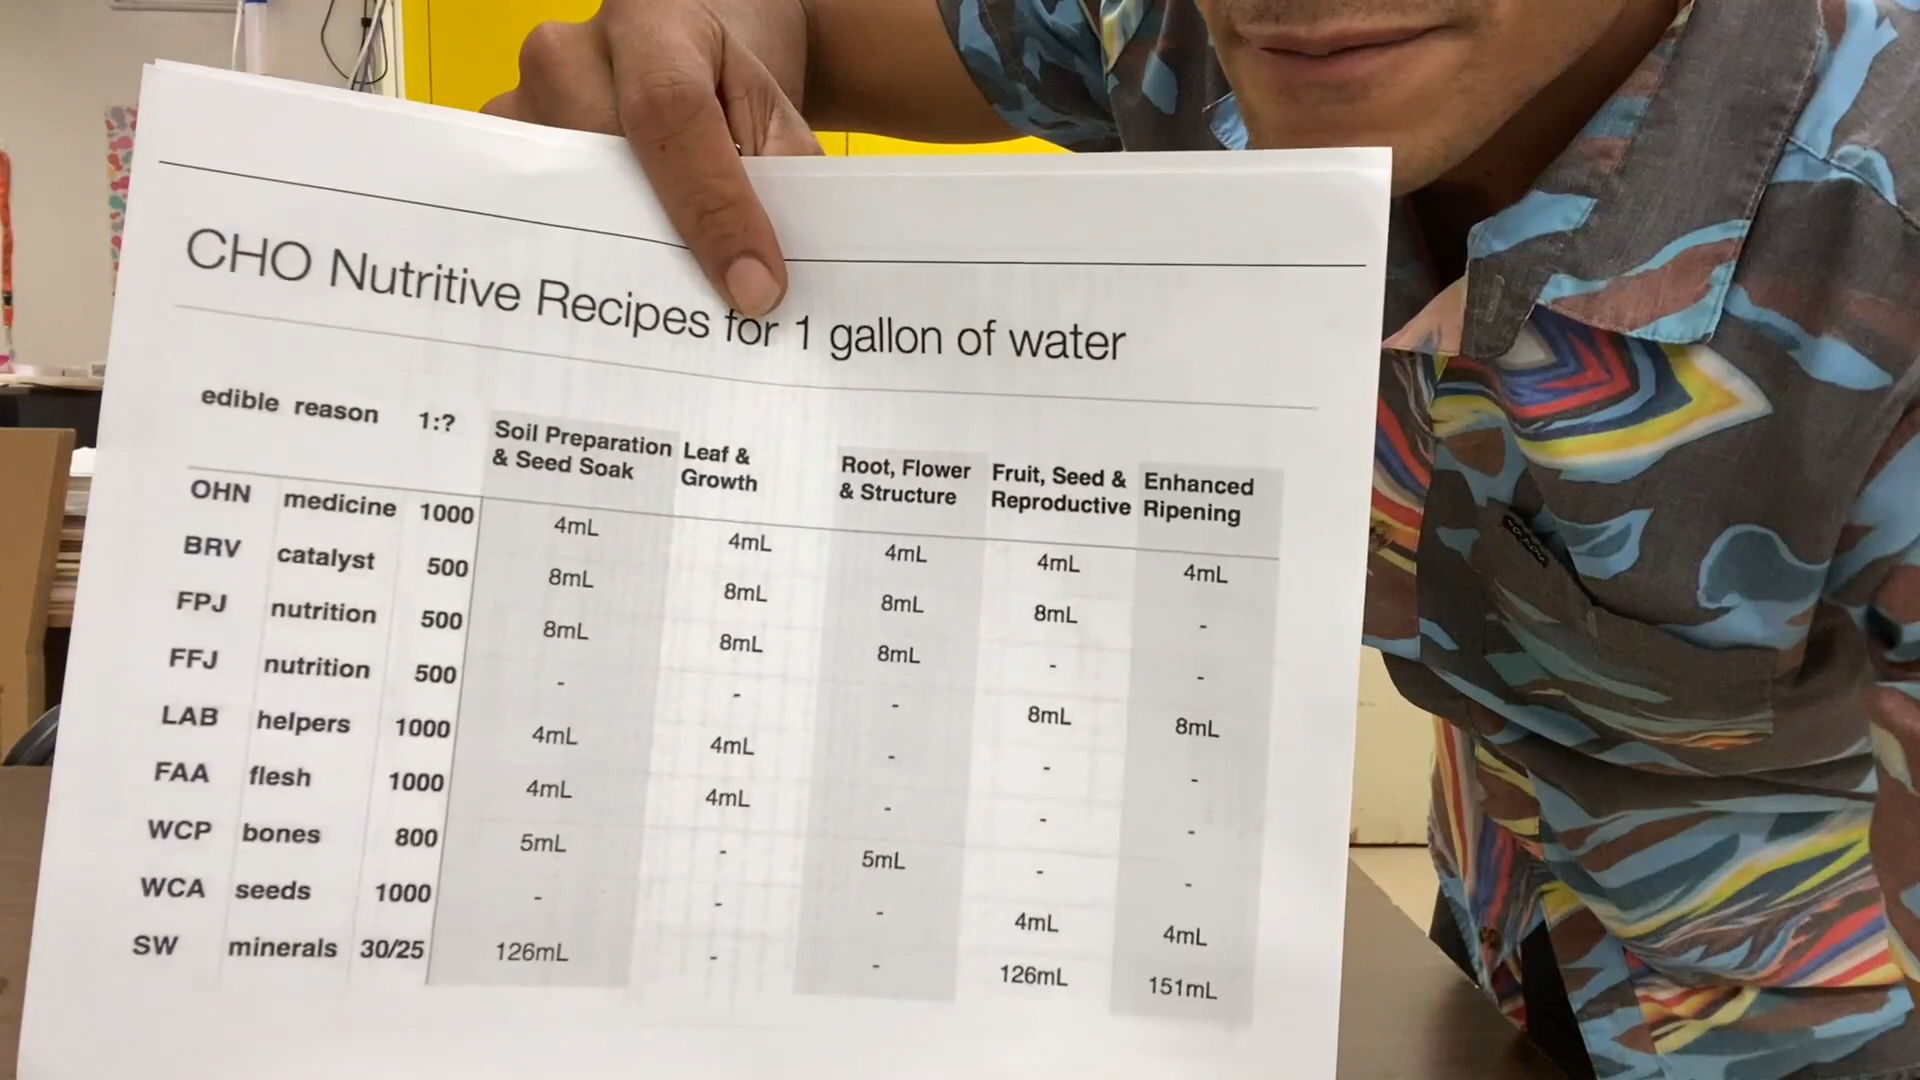 CHO Nutritive Recipes for 1 gallon of water
edible reason 1:? Soil Preparation & Seed Soak Leaf & Growth Root, Flower & Structure Fruit, Seed & Reproductive Enhanced Ripening
OHN medicine 1000 4mL 4mL 4mL 4mL 4mL
BRV catalyst 500 8mL 8mL 8mL 8mL -
FPJ nutrition 500 8mL 8mL 8mL - -
FFJ nutrition 500 - - - 8mL 8mL
LAB helpers 1000 4mL 4mL - - -
FAA flesh 1000 4mL 4mL - - -
WCP bones 800 5mL - 5mL - -
WCA seeds 1000 - - - 4mL 4mL
SW minerals 30/25 126mL - - 126mL 151mL